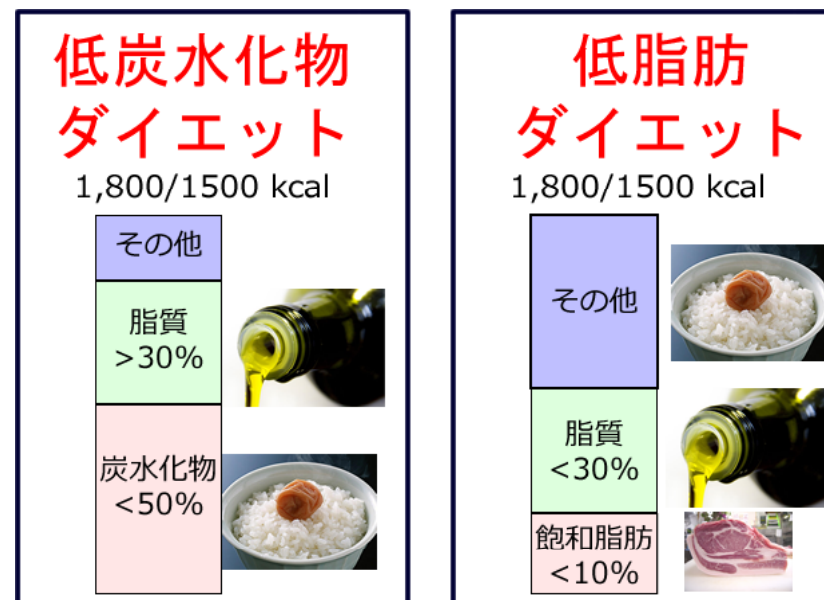 低炭水化物
ダイエット
1,800/1500 kcal
その他
脂質
>30%
炭水化物
<50%
低脂肪
ダイエット
1,800/1500 kcal
その他
脂質
<30%
飽和脂肪
<10%